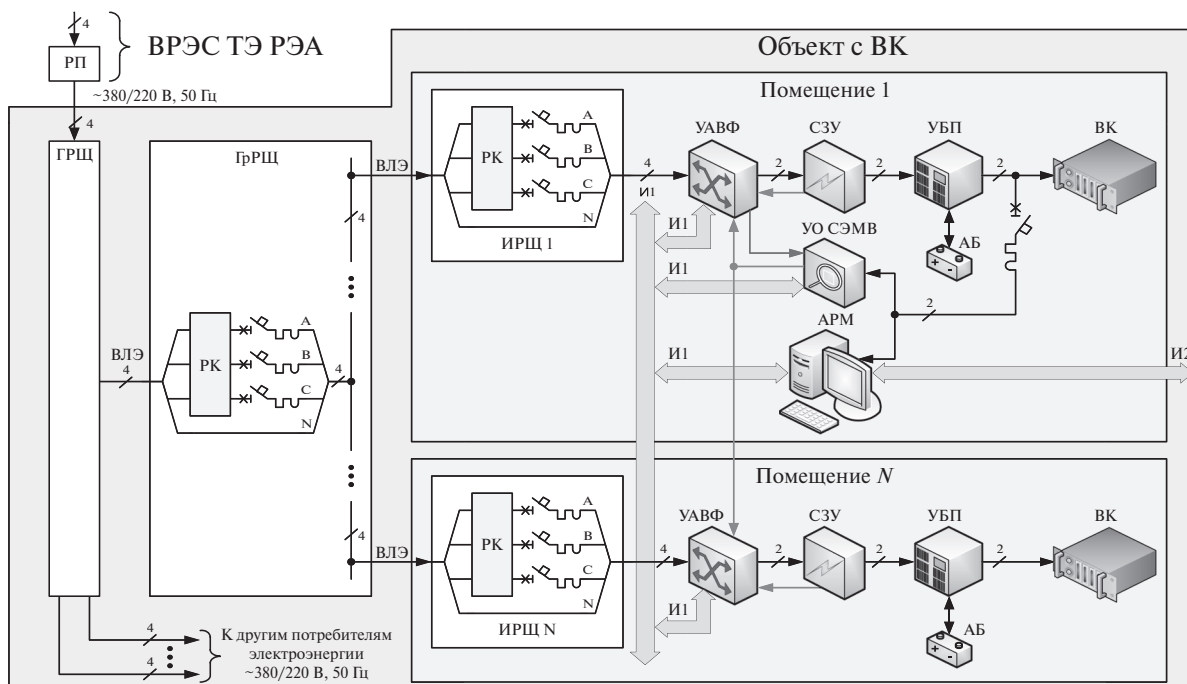 4
ВРЭС ТЭ РЭА
РП
~380/220 В, 50 Гц
4
ГРЩ
ГрРЩ
Объект с ВК
Помещение 1
ВЛЭ
РК
A
B
C
N
ИРЩ 1
4
И1
УАВФ
2
СЗУ
2
УБП
2
ВК
И1
УО СЭМВ
АБ
И1
2
АРМ
И1
И2
4
ВЛЭ
4
РК
A
B
C
N
4
4
Помещение N
ВЛЭ
РК
A
B
C
N
ИРЩ N
4
УАВФ
2
СЗУ
2
УБП
2
ВК
И1
АБ
4
4
К другим потребителям
электроэнергии
~380/220 В, 50 Гц